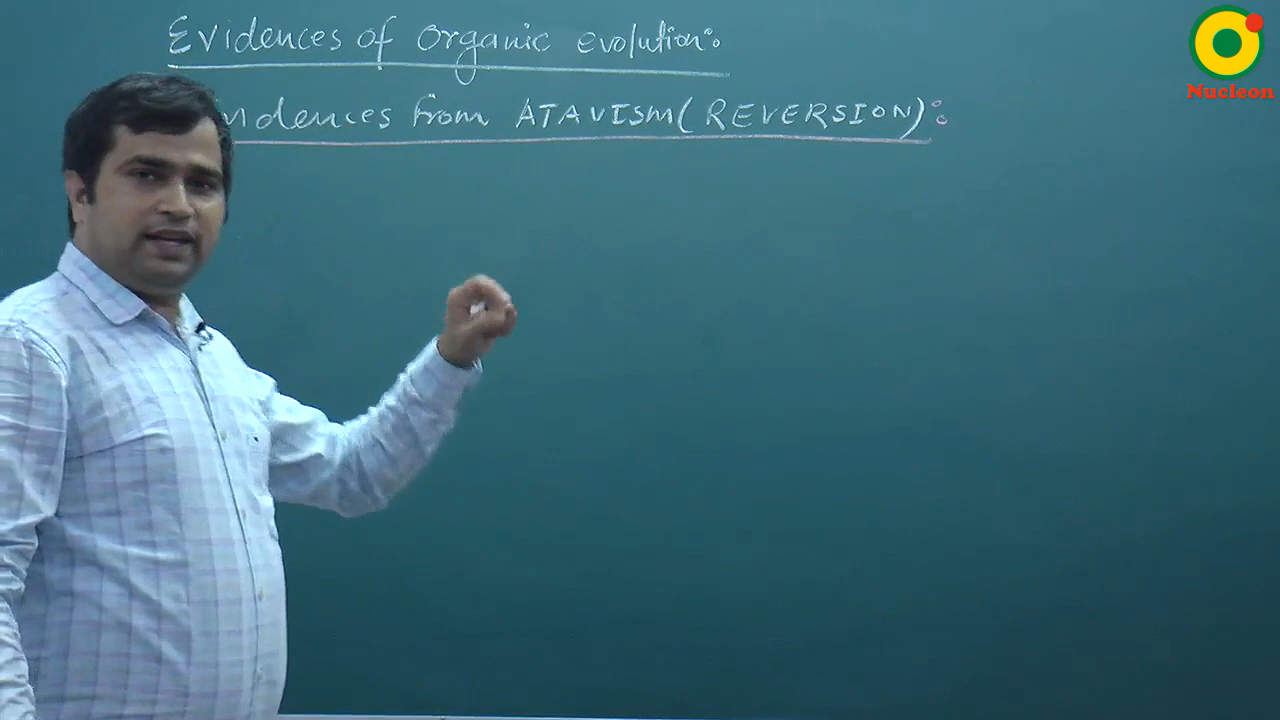 Evidences of organic evolution:
from ATAVISM (REVERSION):
Nucleon